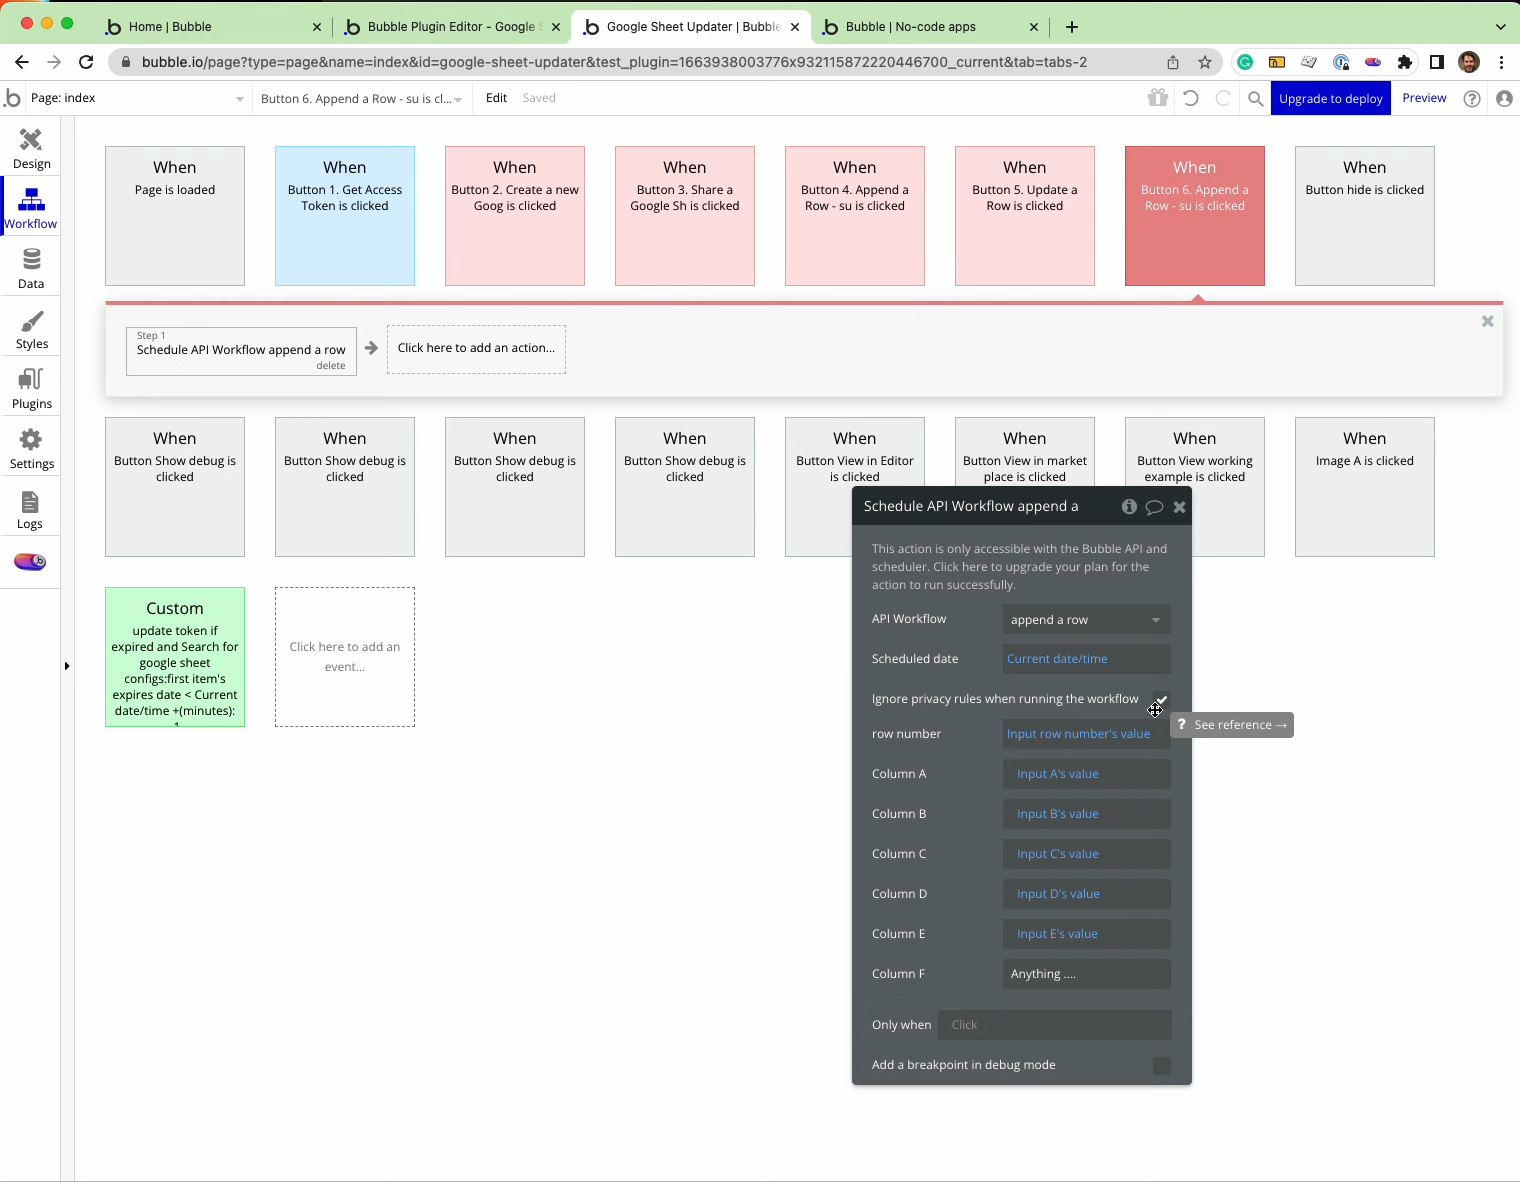 Home | Bubble
Bubble Plugin Editor - Google S
Google Sheet Updater | Bubble
Bubble | No-code apps
bubble.io/page?type=page&name=index&id=google-sheet-updater&test_plugin=1663938003776x932115872220446700_current&tab=tabs-2
Page: index
Button 6. Append a Row - su is cl...
Edit
Saved
Upgrade to deploy
Preview
Design
Workflow
Data
Styles
Plugins
Settings
Logs
When
Page is loaded
When
Button 1. Get Access
Token is clicked
When
Button 2. Create a new
Goog is clicked
When
Button 3. Share a
Google Sh is clicked
When
Button 4. Append a
Row - su is clicked
When
Button 5. Update a
Row is clicked
When
Button 6. Append a
Row - su is clicked
When
Button hide is clicked
Step 1
Schedule API Workflow append a row
delete
Click here to add an action...
When
Button Show debug is
clicked
When
Button Show debug is
clicked
When
Button Show debug is
clicked
When
Button Show debug is
clicked
When
Button View in Editor
is clicked
When
Button View in market
place is clicked
When
Button View working
example is clicked
When
Image A is clicked
Custom
update token if
expired and Search for
google sheet
configs:first item's
expires date < Current
date/time +(minutes):
Click here to add an
event...
Schedule API Workflow append a
This action is only accessible with the Bubble API and
scheduler. Click here to upgrade your plan for the
action to run successfully.
API Workflow
append a row
Scheduled date
Current date/time
Ignore privacy rules when running the workflow
? See reference →
row number
Input row number's value
Column A
Input A's value
Column B
Input B's value
Column C
Input C's value
Column D
Input D's value
Column E
Input E's value
Column F
Anything ....
Only when
Click
Add a breakpoint in debug mode